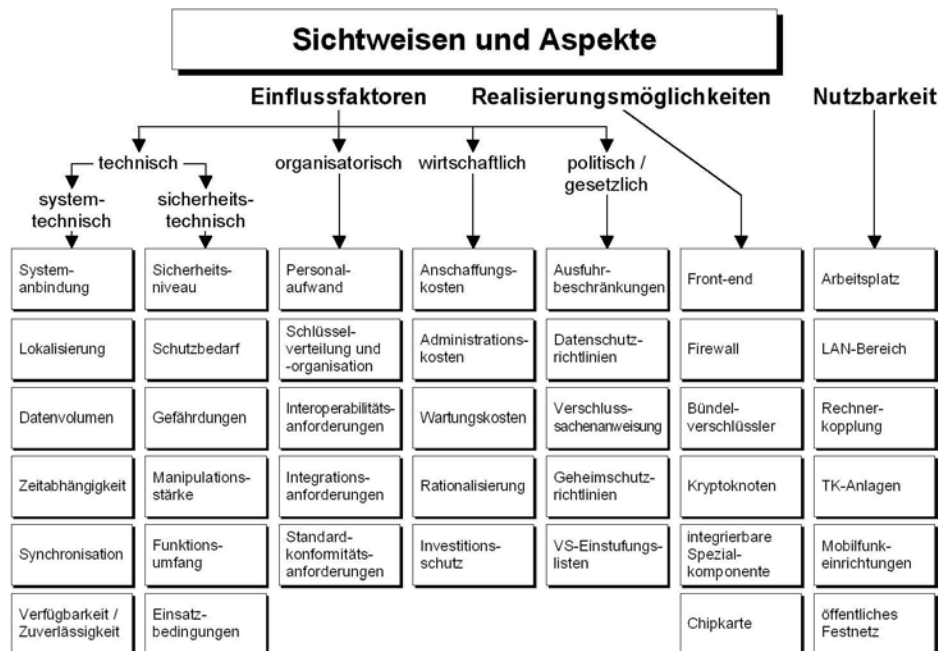 Sichtweisen und Aspekte
Einflussfaktoren
Realisierungsmöglichkeiten
Nutzbarkeit
technisch
organisatorisch
wirtschaftlich
politisch /
gesetzlich
system-
technisch
sicherheits-
technisch
System-
anbindung
Lokalisierung
Datenvolumen
Zeitabhängigkeit
Synchronisation
Verfügbarkeit /
Zuverlässigkeit
Sicherheits-
niveau
Schutzbedarf
Gefährdungen
Manipulations-
stärke
Funktions-
umfang
Einsatz-
bedingungen
Personal-
aufwand
Schlüssel-
verteilung und
-organisation
Interoperabilitäts-
anforderungen
Integrations-
anforderungen
Standard-
konformitäts-
anforderungen
Anschaffungs-
kosten
Administrations-
kosten
Wartungskosten
Rationalisierung
Investitions-
schutz
Ausfuhr-
beschränkungen
Datenschutz-
richtlinien
Verschluss-
sachenanweisung
Geheimschutz-
richtlinien
VS-Einstufungs-
listen
Front-end
Firewall
Bündel-
verschlüssler
Kryptoknoten
integrierbare
Spezial-
komponente
Chipkarte
Arbeitsplatz
LAN-Bereich
Rechner-
kopplung
TK-Anlagen
Mobilfunk-
einrichtungen
öffentliches
Festnetz